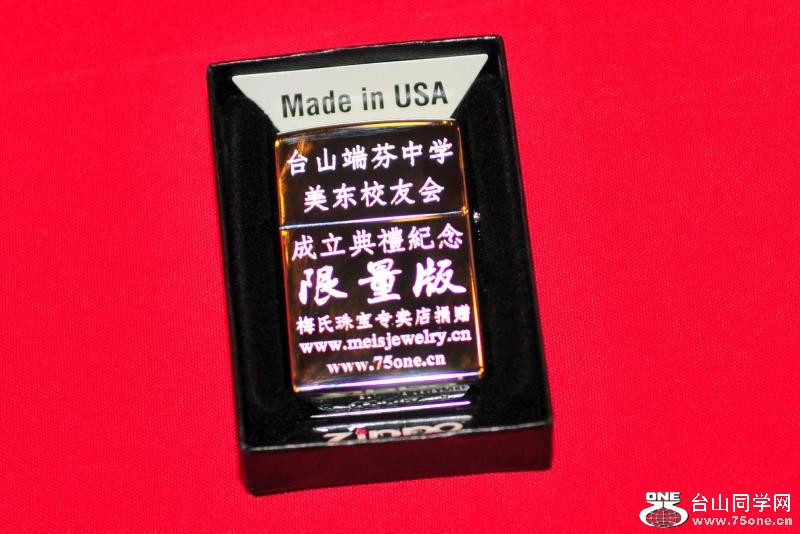 Made in USA
台山端芬中学
美东校友会
成立典禮紀念
限量版
梅氏珠宝专卖店捐赠
www.meisjewelry.cn
www.75one.cn
zippo
ONE 台山同学网
www.75one.cn